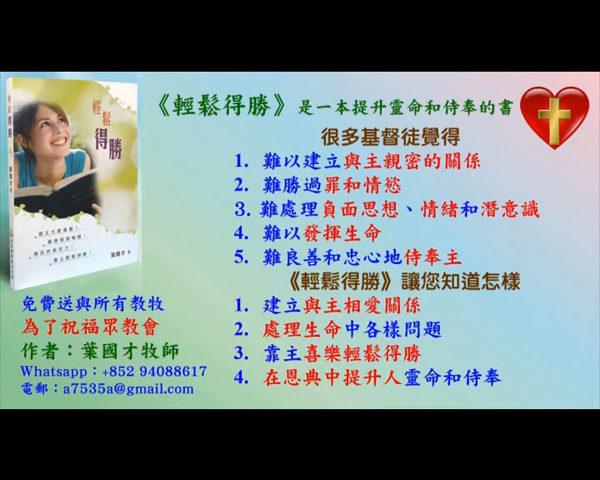 《輕鬆得勝》是一本提升靈命和侍奉的書
很多基督徒覺得
1. 難以建立與主親密的關係
2. 難勝過罪和情慾
3. 難處理負面思想、情緒和潛意識
4. 難以發揮生命
5. 難良善和忠心地侍奉主
《輕鬆得勝》讓您知道怎樣
1. 建立與主相愛關係
2. 處理生命中各樣問題
3. 靠主喜樂輕鬆得勝
4. 在恩典中提升人靈命和侍奉
輕鬆得勝
輕鬆
得勝
葉國才 著
免費送與所有教牧
為了祝福眾教會
作者：葉國才牧師
Whatsapp：+852 94088617
電郵：a7535a@gmail.com